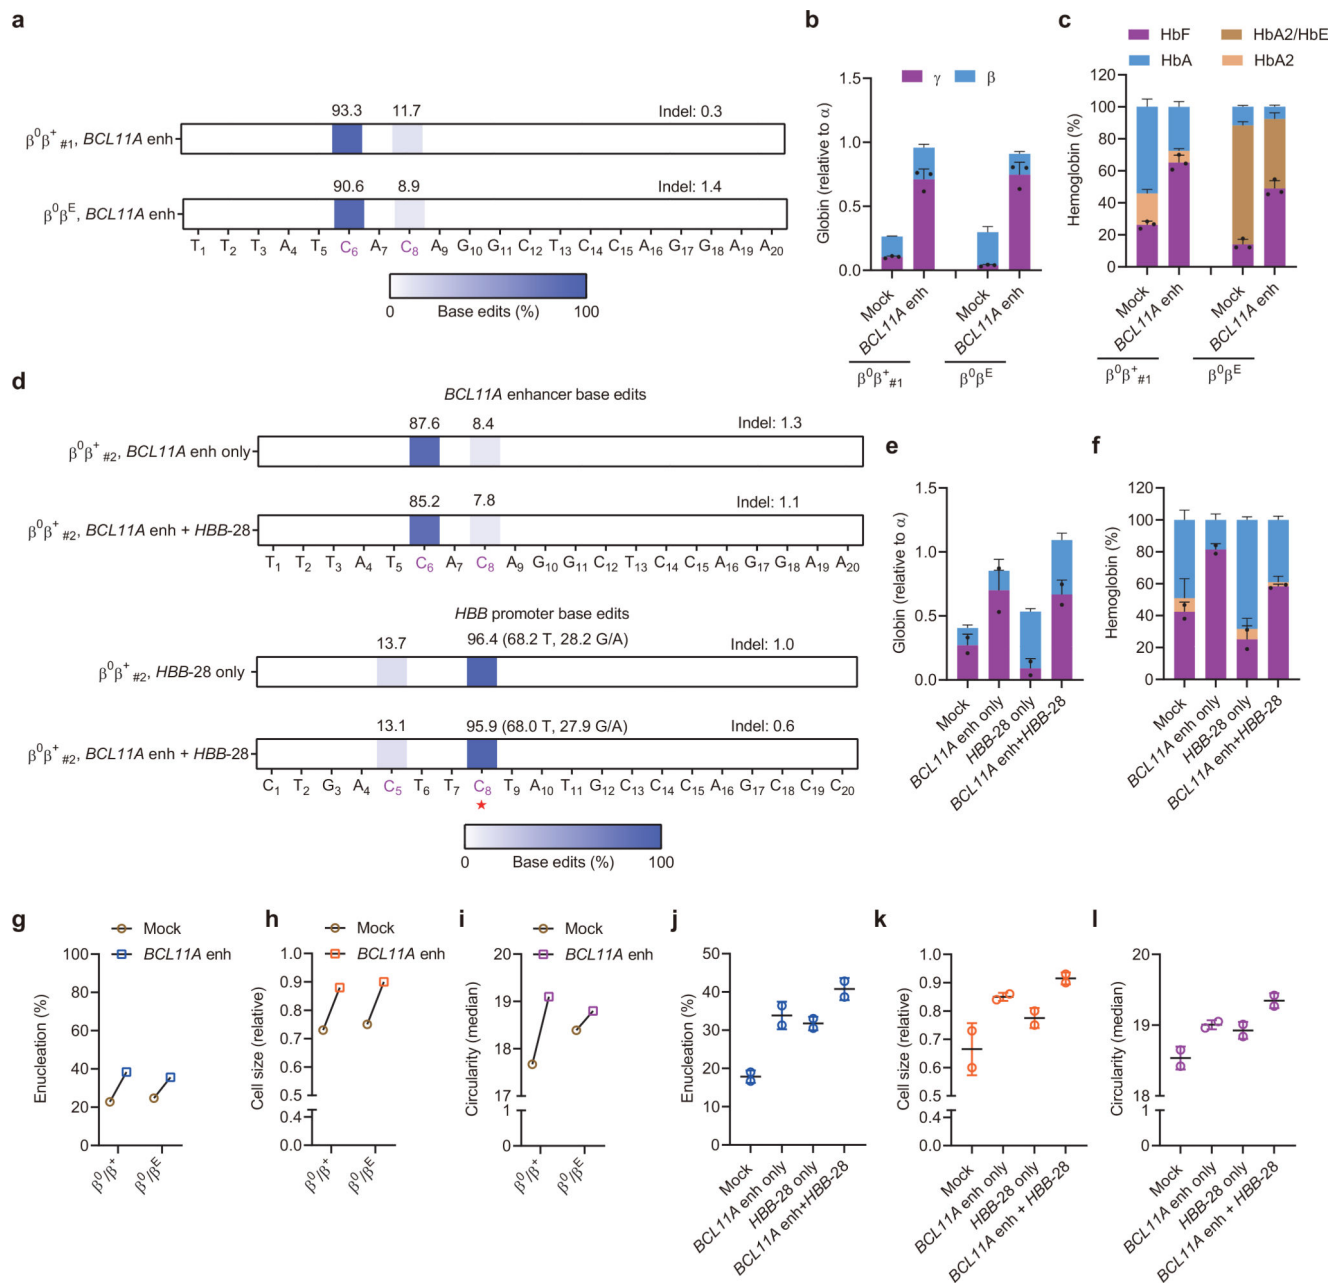 a
93.3 11.7 Indel: 0.3
β⁰β⁺ #1, BCL11A enh
90.6 8.9 Indel: 1.4
β⁰βᴱ, BCL11A enh
T1 T2 T3 A4 T5 C6 A7 C8 A9 G10 G11 C12 T13 C14 C15 A16 G17 G18 A19 A20
0 Base edits (%) 100
b
γ β
Globin (relative to α)
1.5
1.0
0.5
0.0
Mock
BCL11A enh
Mock
BCL11A enh
β⁰β⁺#1 β⁰βᴱ
c
HbF HbA2/HbE
HbA HbA2
Hemoglobin (%)
120
100
80
60
40
20
0
Mock
BCL11A enh
Mock
BCL11A enh
β⁰β⁺#1 β⁰βᴱ
d
BCL11A enhancer base edits
87.6 8.4 Indel: 1.3
β⁰β⁺ #2, BCL11A enh only
85.2 7.8 Indel: 1.1
β⁰β⁺ #2, BCL11A enh + HBB-28
T1 T2 T3 A4 T5 C6 A7 C8 A9 G10 G11 C12 T13 C14 C15 A16 G17 G18 A19 A20
HBB promoter base edits
13.7 96.4 (68.2 T, 28.2 G/A) Indel: 1.0
β⁰β⁺ #2, HBB-28 only
13.1 95.9 (68.0 T, 27.9 G/A) Indel: 0.6
β⁰β⁺ #2, BCL11A enh + HBB-28
C1 T2 G3 A4 C5 T6 T7 C8 T9 A10 T11 G12 C13 C14 C15 A16 G17 C18 C19 C20
0 Base edits (%) 100
e
Globin (relative to α)
1.5
1.0
0.5
0.0
Mock
BCL11A enh only
HBB-28 only
BCL11A enh+HBB-28
f
Hemoglobin (%)
120
100
80
60
40
20
0
Mock
BCL11A enh only
HBB-28 only
BCL11A enh+HBB-28
g
Mock
BCL11A enh
Enucleation (%)
100
80
60
40
20
0
β⁰/β⁺
β⁰/βᴱ
h
Mock
BCL11A enh
Cell size (relative)
1.0
0.9
0.8
0.7
0.6
0.5
0.4
0.0
β⁰/β⁺
β⁰/βᴱ
i
Mock
BCL11A enh
Circularity (median)
20
19
18
17
1
0
β⁰/β⁺
β⁰/βᴱ
j
Enucleation (%)
50
40
30
20
10
0
Mock
BCL11A enh only
HBB-28 only
BCL11A enh+HBB-28
k
Cell size (relative)
1.0
0.9
0.8
0.7
0.6
0.5
0.4
0.0
Mock
BCL11A enh only
HBB-28 only
BCL11A enh + HBB-28
l
Circularity (median)
20
19
18
1
0
Mock
BCL11A enh only
HBB-28 only
BCL11A enh + HBB-28